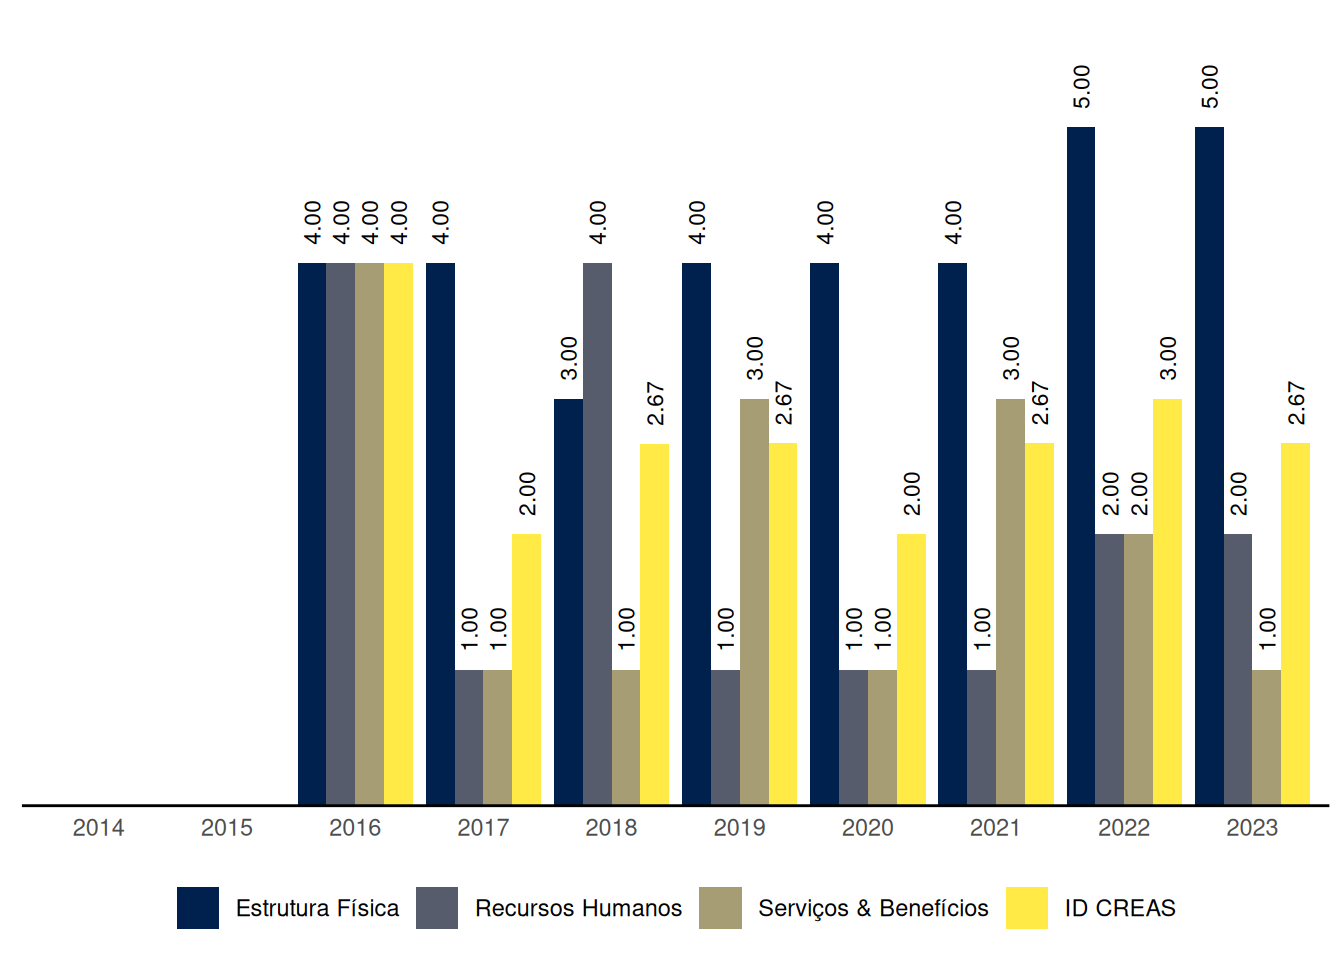 5.00 5.00
4.00 4.00 4.00 4.00 4.00 4.00 4.00 4.00 4.00
3.00 3.00 3.00 3.00
2.67 2.67 2.67 2.67
2.00 2.00 2.00 2.00 2.00
1.00 1.00 1.00 1.00 1.00 1.00 1.00 1.00
2014 2015 2016 2017 2018 2019 2020 2021 2022 2023
Estrutura Física Recursos Humanos Serviços & Benefícios ID CREAS